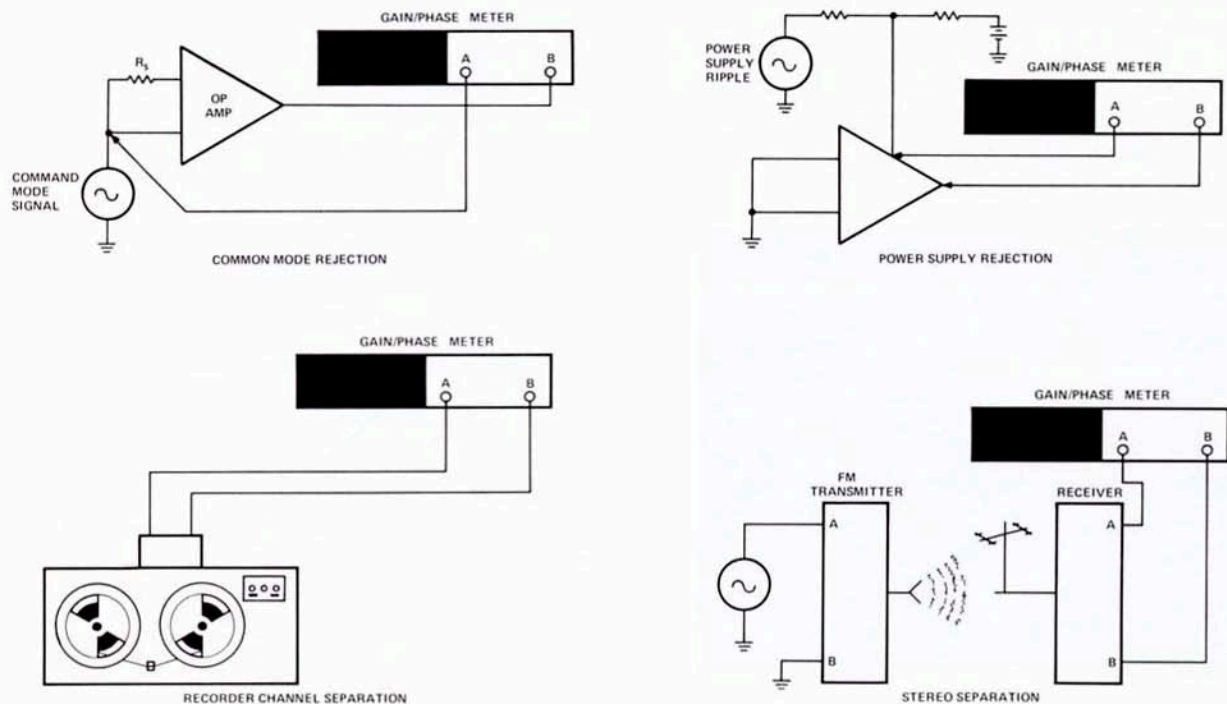 GAIN/PHASE METER
A
B
R_s
OP
AMP
COMMAND
MODE
SIGNAL
COMMON MODE REJECTION
POWER
SUPPLY
RIPPLE
GAIN/PHASE METER
A
B
POWER SUPPLY REJECTION
GAIN/PHASE METER
A
B
RECORDER CHANNEL SEPARATION
GAIN/PHASE METER
A
B
FM
TRANSMITTER
A
B
RECEIVER
A
B
STEREO SEPARATION